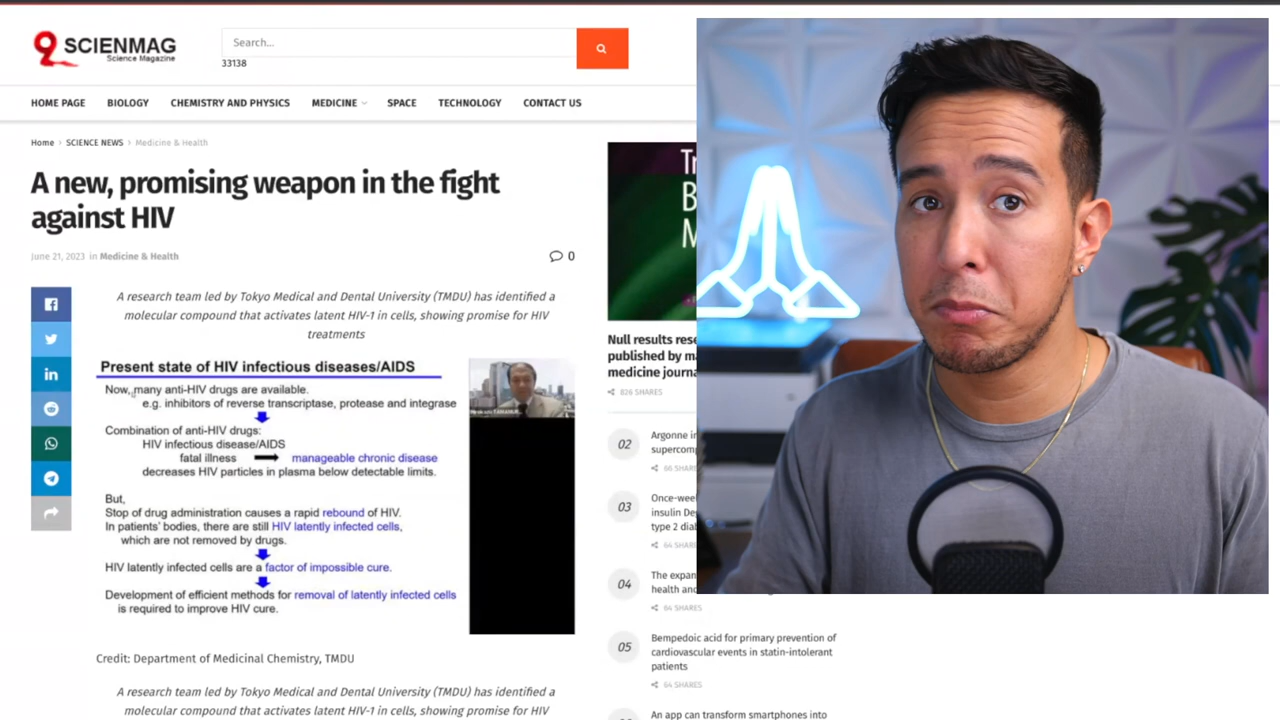 SCIENMAG
Science Magazine
Search...
33138
HOME PAGE BIOLOGY CHEMISTRY AND PHYSICS MEDICINE SPACE TECHNOLOGY CONTACT US
Home > SCIENCE NEWS > Medicine & Health
A new, promising weapon in the fight
against HIV
June 21, 2023 in Medicine & Health
0
A research team led by Tokyo Medical and Dental University (TMDU) has identified a
molecular compound that activates latent HIV-1 in cells, showing promise for HIV
treatments
Present state of HIV infectious diseases/AIDS
Now, many anti-HIV drugs are available.
e.g. inhibitors of reverse transcriptase, protease and integrase
Combination of anti-HIV drugs:
HIV infectious disease/AIDS
fatal illness manageable chronic disease
decreases HIV particles in plasma below detectable limits.
But,
Stop of drug administration causes a rapid rebound of HIV.
In patients' bodies, there are still HIV latently infected cells,
which are not removed by drugs.
HIV latently infected cells are a factor of impossible cure.
Development of efficient methods for removal of latently infected cells
is required to improve HIV cure.
Credit: Department of Medicinal Chemistry, TMDU
A research team led by Tokyo Medical and Dental University (TMDU) has identified a
molecular compound that activates latent HIV-1 in cells, showing promise for HIV
Null results
published by
826 SHARES
02
Argonne
66
03
Once-
insulin
type 2
64
04
The
health
64 SHARES
05
Bempedoic acid for primary prevention of
cardiovascular events in statin-intolerant
patients
64 SHARES
An app can transform smartphones into